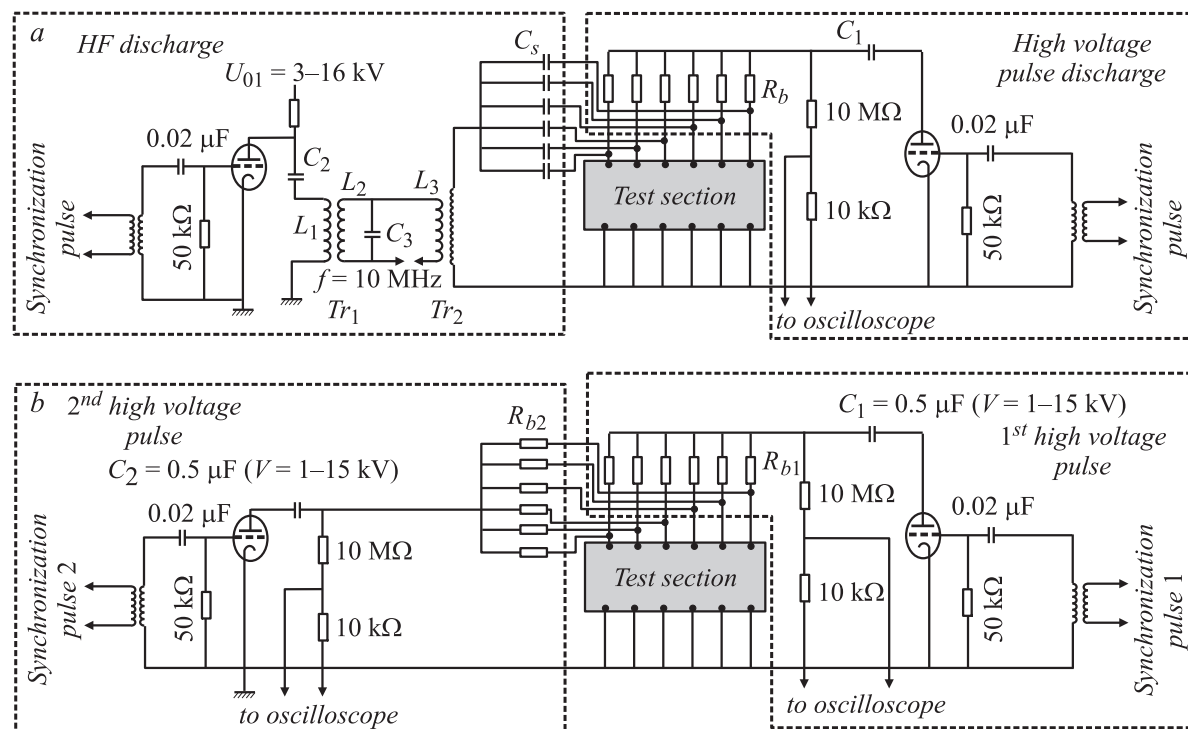 a
HF discharge
U01 = 3–16 kV
Cs
C1
High voltage
pulse discharge
Rb
10 MΩ
0.02 μF
0.02 μF
Synchronization
pulse
C2
L2
L3
L1
C3
50 kΩ
Test section
10 kΩ
50 kΩ
Synchronization
pulse
f = 10 MHz
Tr1
Tr2
to oscilloscope
b
2nd high voltage
pulse
C2 = 0.5 μF (V = 1–15 kV)
Rb2
C1 = 0.5 μF (V = 1–15 kV)
1st high voltage
pulse
Rb1
0.02 μF
10 MΩ
10 MΩ
0.02 μF
Synchronization
pulse 2
50 kΩ
10 kΩ
Test section
10 kΩ
50 kΩ
Synchronization
pulse 1
to oscilloscope
to oscilloscope